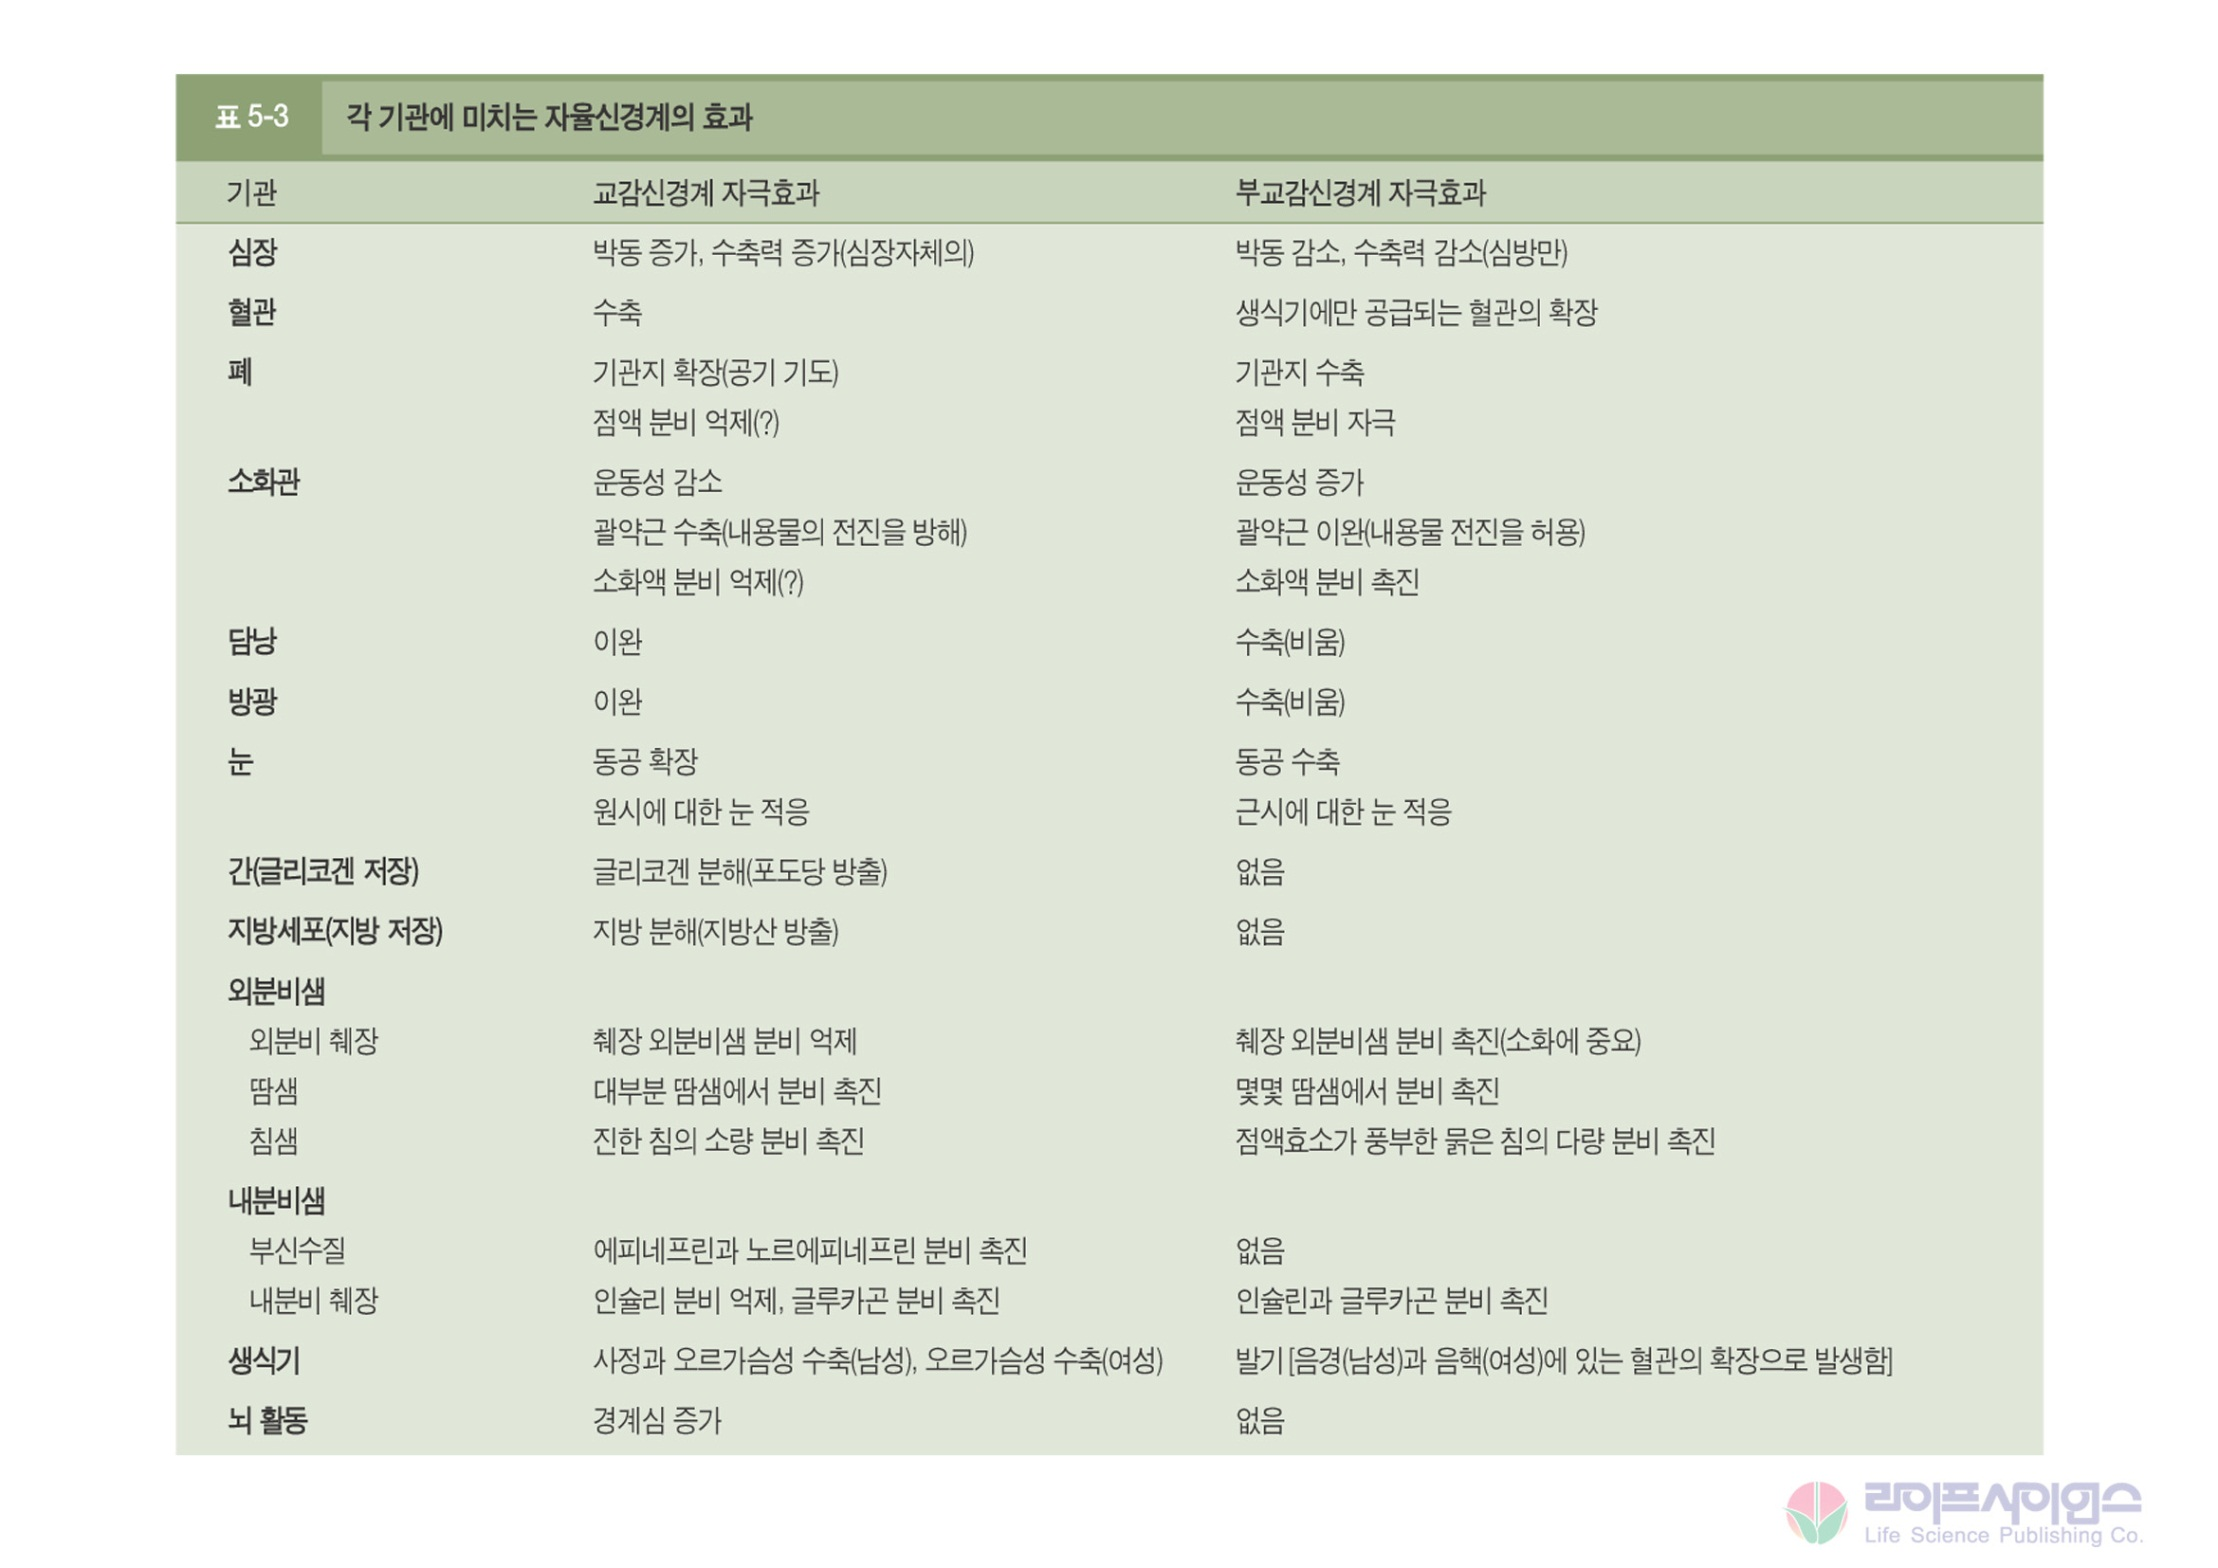 표 5-3 각 기관에 미치는 자율신경계의 효과
기관 교감신경계 자극효과 부교감신경계 자극효과
심장 박동 증가, 수축력 증가(심장자체의) 박동 감소, 수축력 감소(심방만)
혈관 수축 생식기에만 공급되는 혈관의 확장
폐 기관지 확장(공기 기도) 기관지 수축
점액 분비 억제(?) 점액 분비 자극
소화관 운동성 감소 운동성 증가
괄약근 수축(내용물의 전진을 방해) 괄약근 이완(내용물 전진을 허용)
소화액 분비 억제(?) 소화액 분비 촉진
담낭 이완 수축(비움)
방광 이완 수축(비움)
눈 동공 확장 동공 수축
원시에 대한 눈 적응 근시에 대한 눈 적응
간(글리코겐 저장) 글리코겐 분해(포도당 방출) 없음
지방세포(지방 저장) 지방 분해(지방산 방출) 없음
외분비샘
외분비 췌장 췌장 외분비샘 분비 억제 췌장 외분비샘 분비 촉진(소화에 중요)
땀샘 대부분 땀샘에서 분비 촉진 몇몇 땀샘에서 분비 촉진
침샘 진한 침의 소량 분비 촉진 점액효소가 풍부한 묽은 침의 다량 분비 촉진
내분비샘
부신수질 에피네프린과 노르에피네프린 분비 촉진 없음
내분비 췌장 인슐리 분비 억제, 글루카곤 분비 촉진 인슐린과 글루카곤 분비 촉진
생식기 사정과 오르가슴성 수축(남성), 오르가슴성 수축(여성) 발기[음경(남성)과 음핵(여성)에 있는 혈관의 확장으로 발생함]
뇌 활동 경계심 증가 없음
라이프사이언스
Life Science Publishing Co.